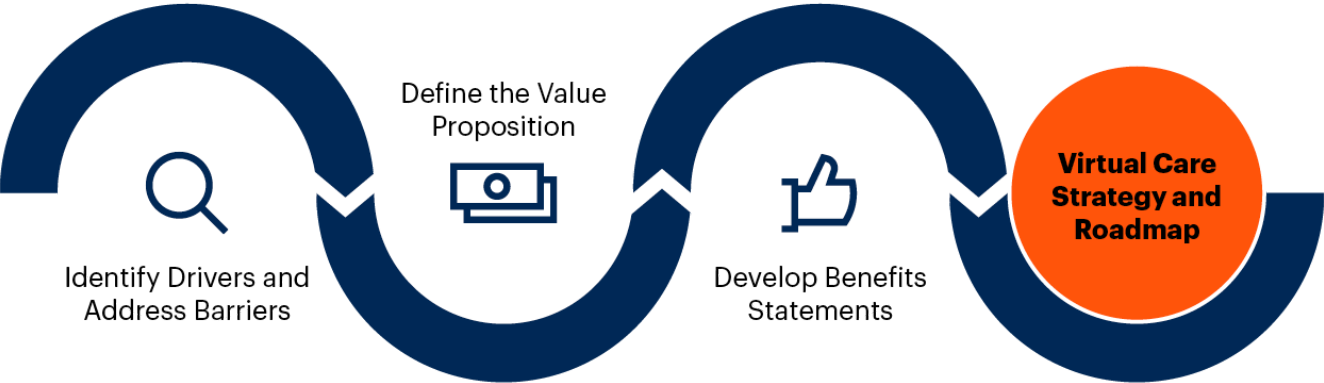 Identify Drivers and
Address Barriers
Define the Value
Proposition
Develop Benefits
Statements
Virtual Care
Strategy and
Roadmap